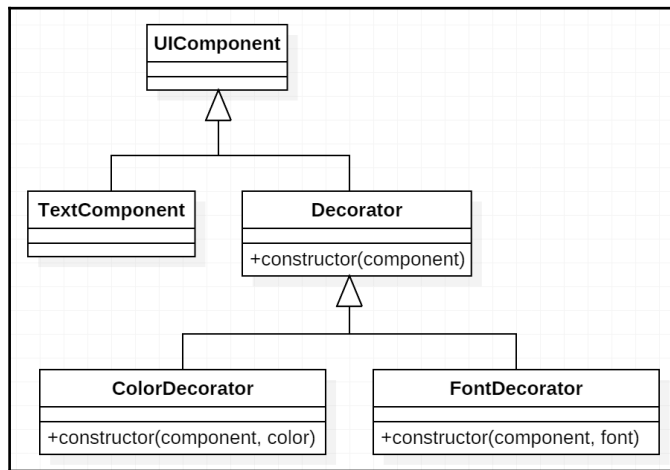 UIComponent
TextComponent
Decorator
+constructor(component)
ColorDecorator
+constructor(component, color)
FontDecorator
+constructor(component, font)